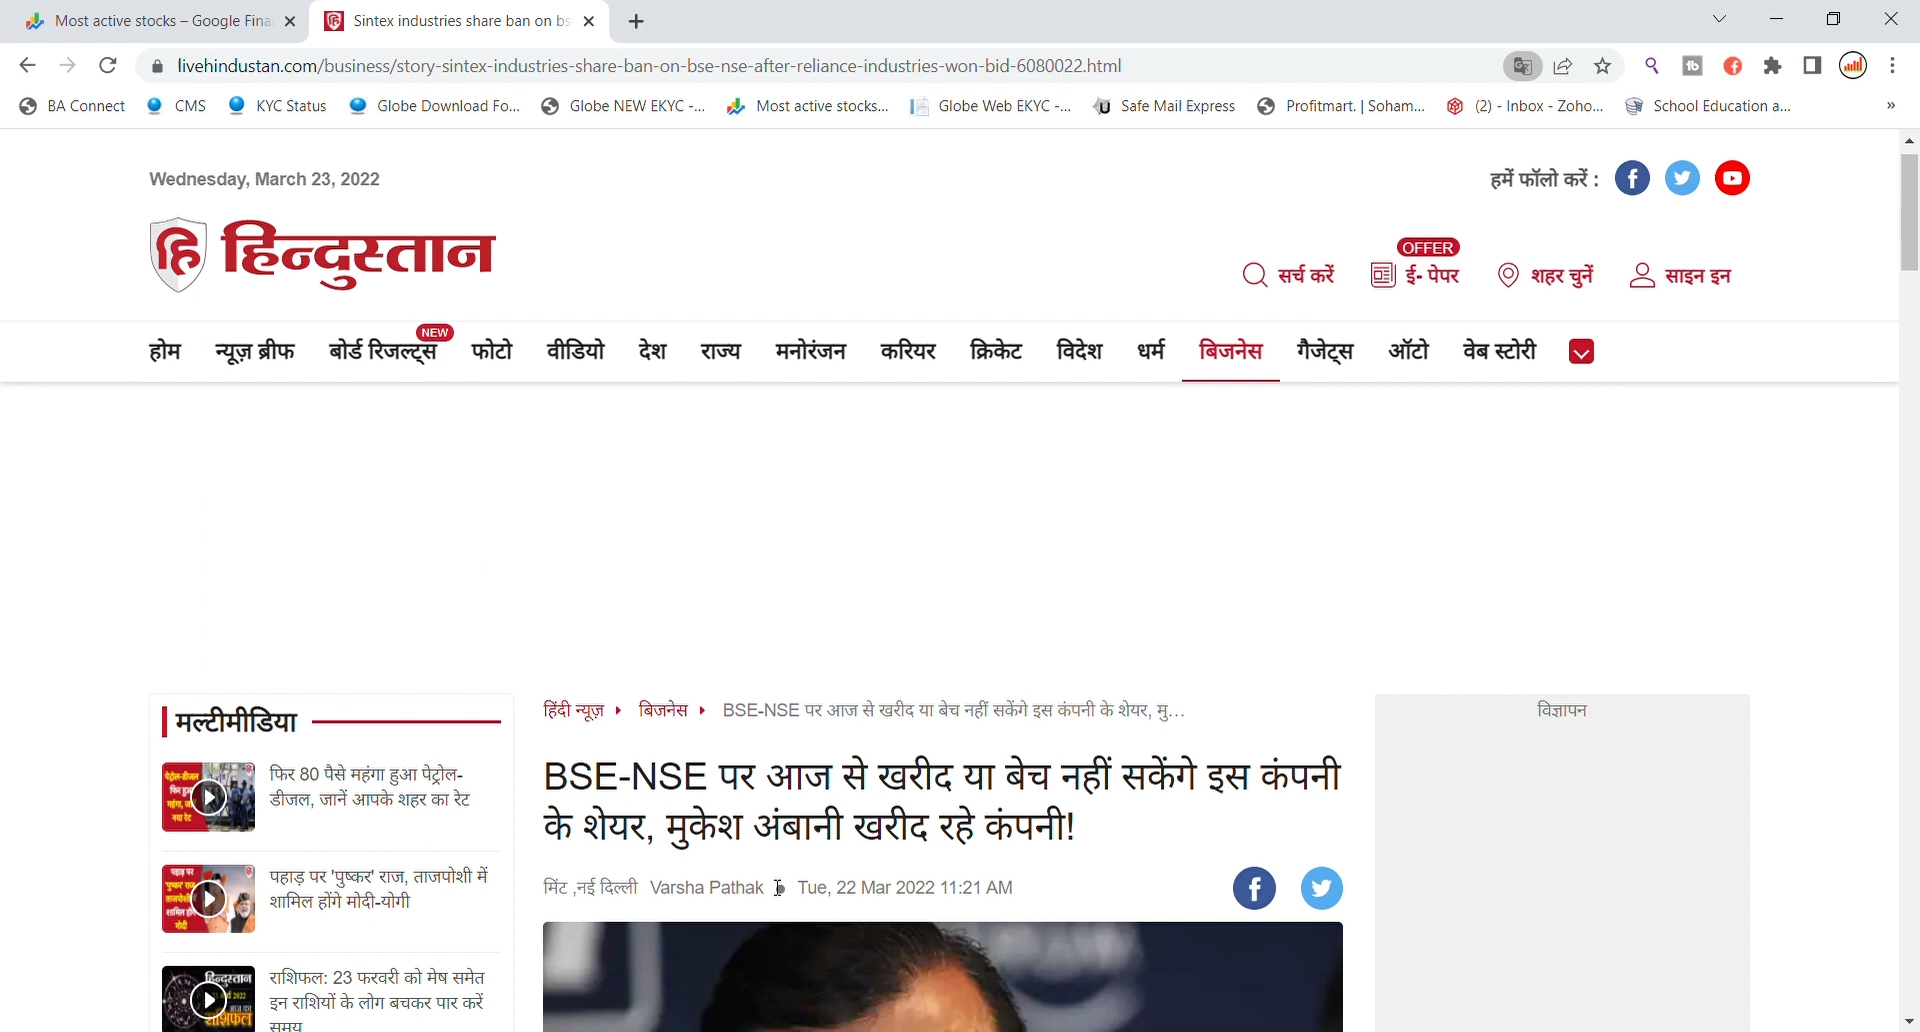 Most active stocks – Google Fina
Sintex industries share ban on bs
livehindustan.com/business/story-sintex-industries-share-ban-on-bse-nse-after-reliance-industries-won-bid-6080022.html
BA Connect CMS KYC Status Globe Download Fo... Globe NEW EKYC -... Most active stocks... Globe Web EKYC -... Safe Mail Express Profitmart. | Soham... (2) - Inbox - Zoho... School Education a... »
Wednesday, March 23, 2022
हमें फॉलो करें :
हि हिन्दुस्तान
OFFER
सर्च करें ई- पेपर शहर चुनें साइन इन
NEW
होम न्यूज़ ब्रीफ बोर्ड रिजल्ट्स फोटो वीडियो देश राज्य मनोरंजन करियर क्रिकेट विदेश धर्म बिजनेस गैजेट्स ऑटो वेब स्टोरी
मल्टीमीडिया
फिर 80 पैसे महंगा हुआ पेट्रोल-
डीजल, जानें आपके शहर का रेट
पहाड़ पर 'पुष्कर' राज, ताजपोशी में
शामिल होंगे मोदी-योगी
राशिफल: 23 फरवरी को मेष समेत
इन राशियों के लोग बचकर पार करें
समय
हिंदी न्यूज़ बिजनेस BSE-NSE पर आज से खरीद या बेच नहीं सकेंगे इस कंपनी के शेयर, मु...
BSE-NSE पर आज से खरीद या बेच नहीं सकेंगे इस कंपनी
के शेयर, मुकेश अंबानी खरीद रहे कंपनी!
मिंट ,नई दिल्ली Varsha Pathak Tue, 22 Mar 2022 11:21 AM
विज्ञापन